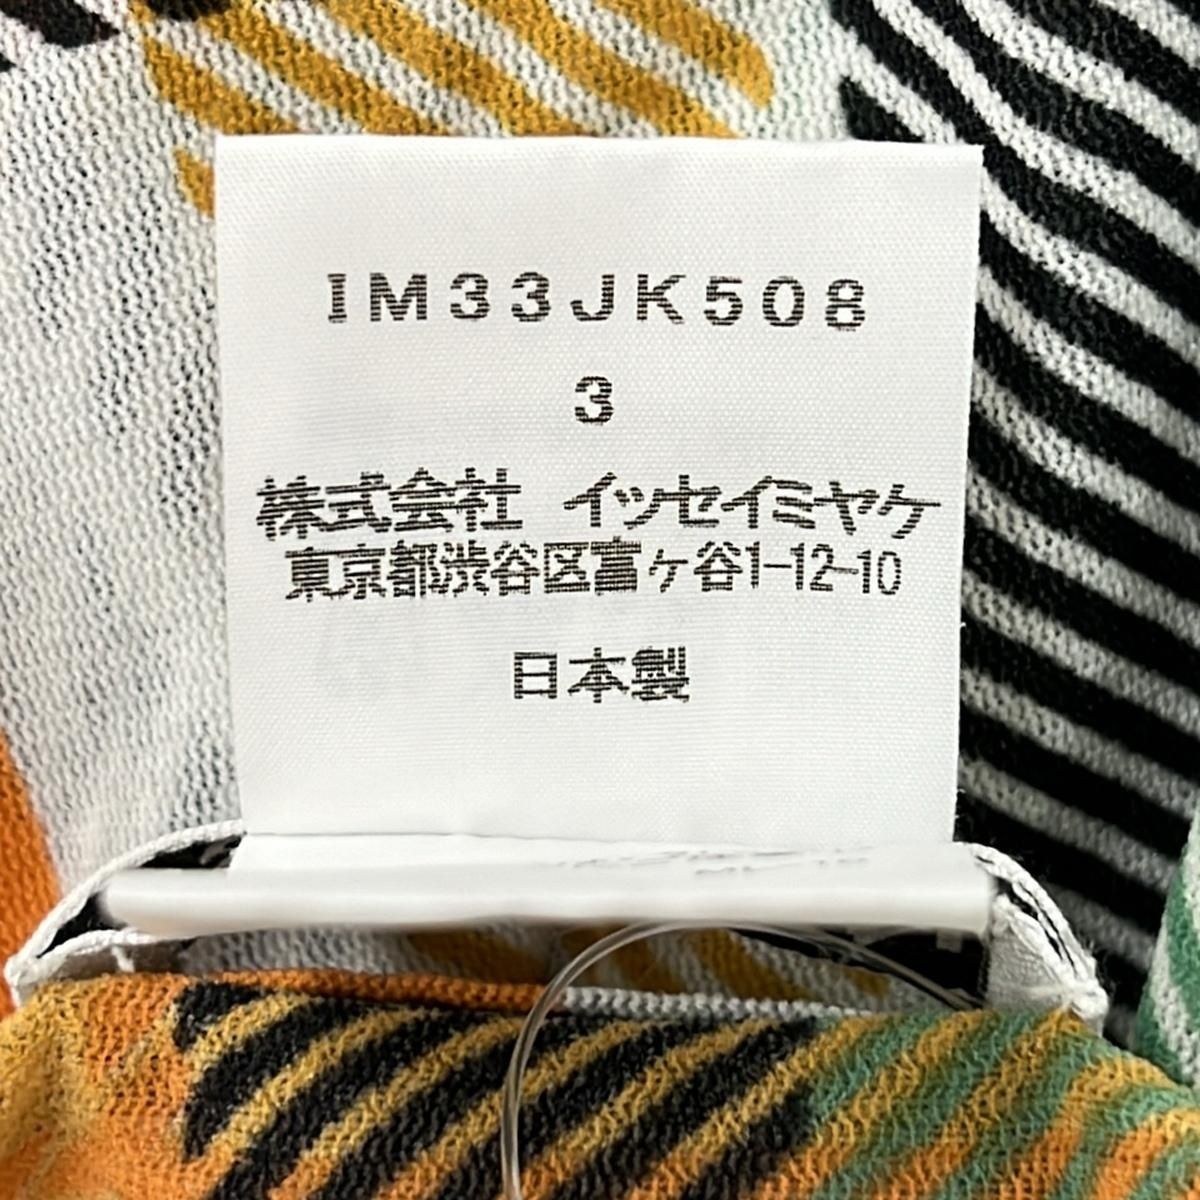 IM33JK508
3
株式会社 イッセイミヤケ
東京都渋谷区富ヶ谷1-12-10
日本製